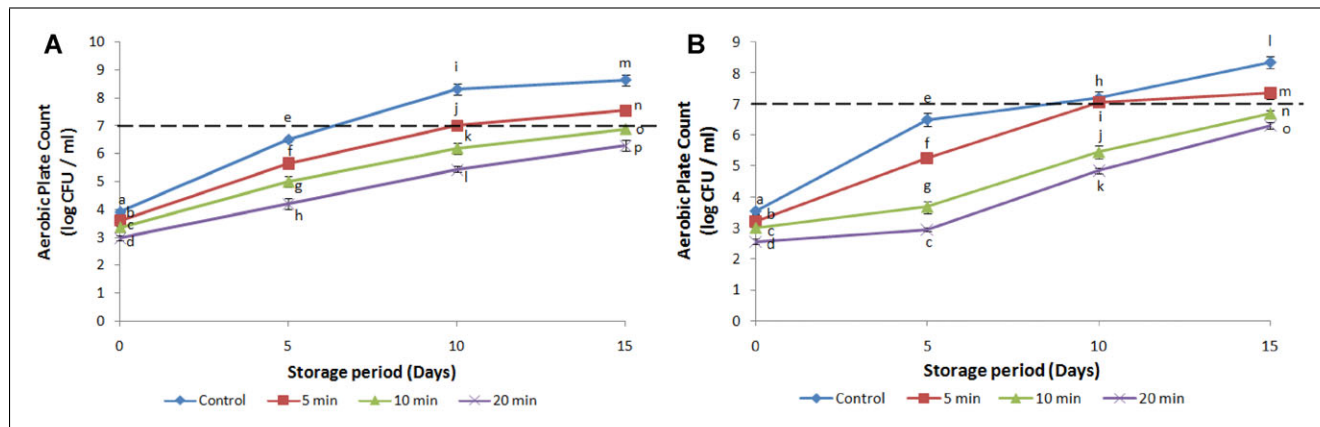 A
Aerobic Plate Count
(log CFU / ml)
10
9
8
7
6
5
4
3
2
1
0
a
b
c
d
e
f
g
h
i
j
k
l
m
n
o
p
0 5 10 15
Storage period (Days)
Control 5 min 10 min 20 min
B
Aerobic Plate Count
(log CFU / ml)
9
8
7
6
5
4
3
2
1
0
a
b
c
d
e
f
g
c
h
i
j
k
l
m
n
o
0 5 10 15
Storage period (Days)
Control 5 min 10 min 20 min